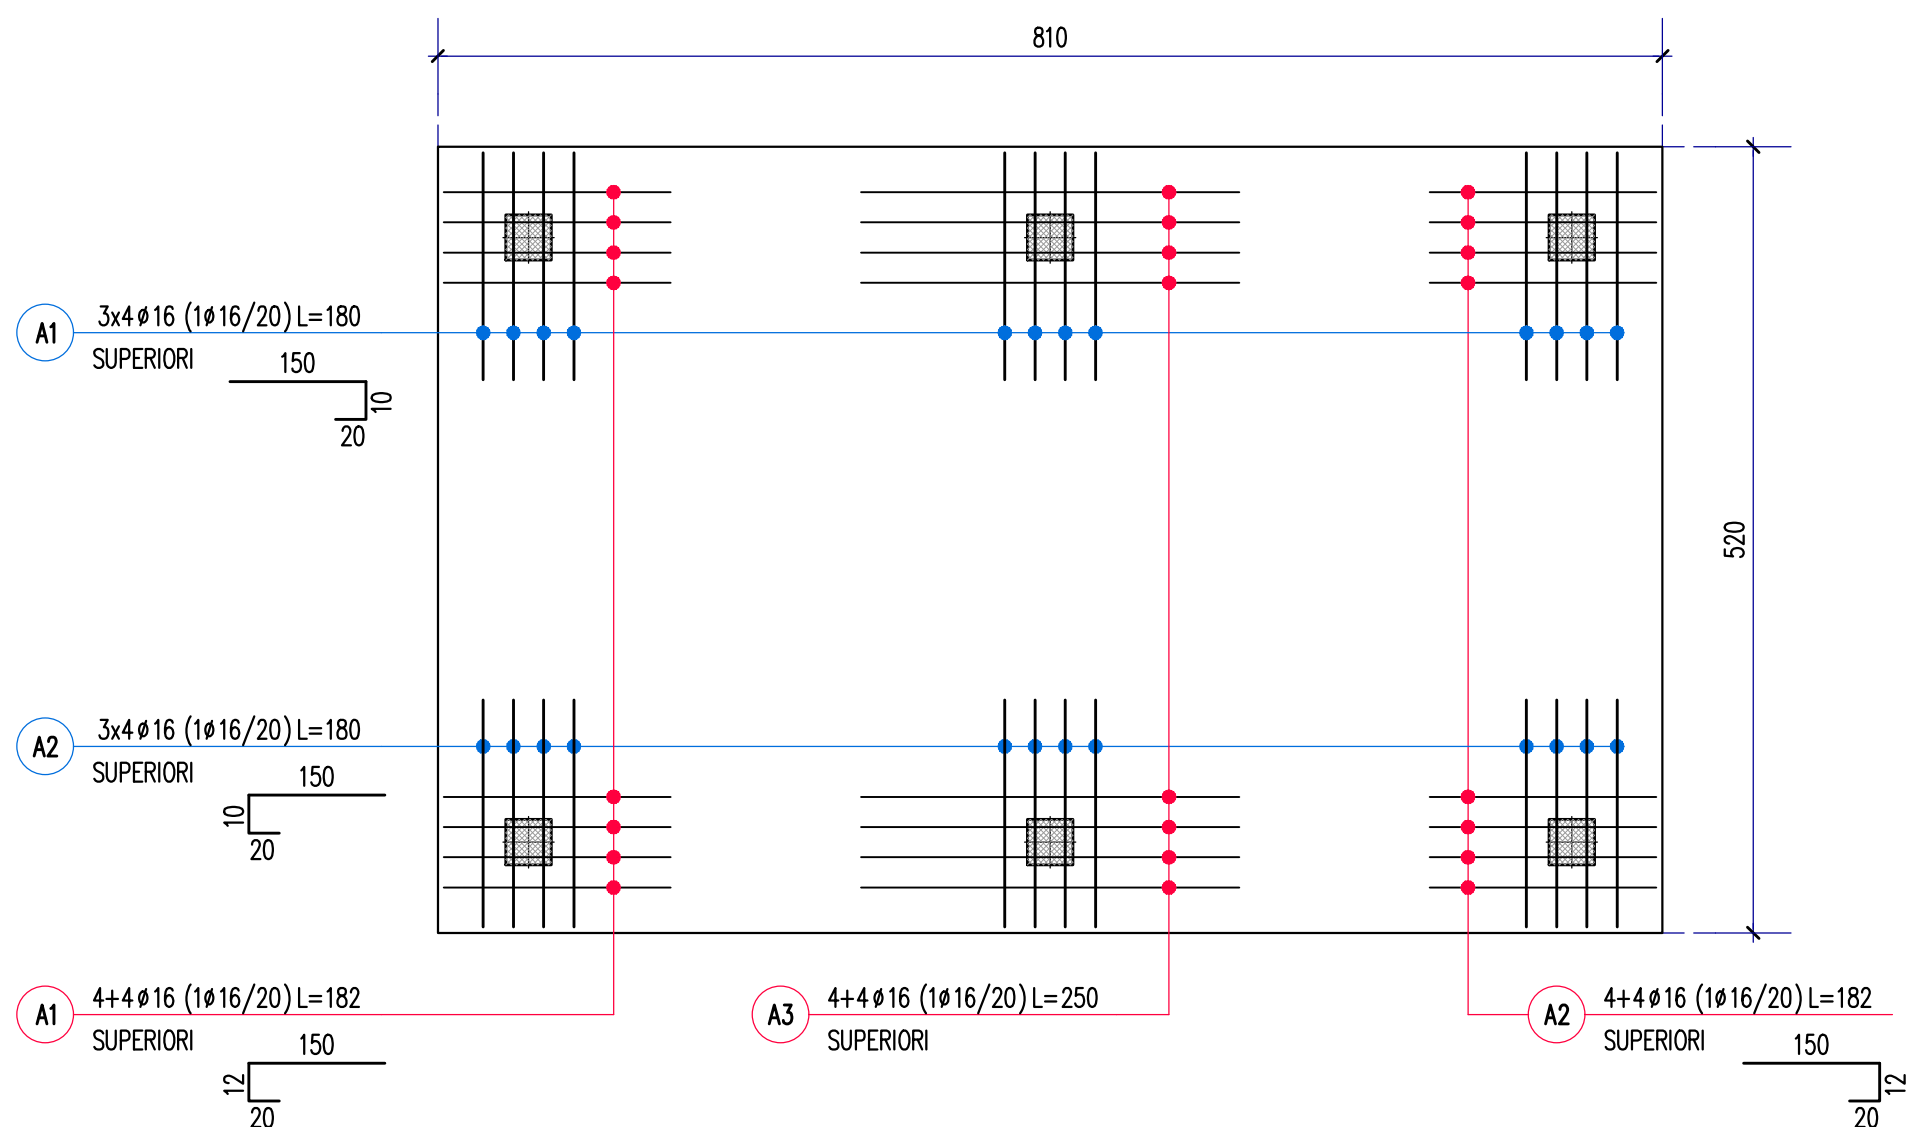 810
520
A1
3x4ø16 (1ø16/20) L=180
SUPERIORI
150
10
20
A2
3x4ø16 (1ø16/20) L=180
SUPERIORI
150
10
20
A1
4+4ø16 (1ø16/20) L=182
SUPERIORI
150
12
20
A3
4+4ø16 (1ø16/20) L=250
SUPERIORI
A2
4+4ø16 (1ø16/20) L=182
SUPERIORI
150
12
20